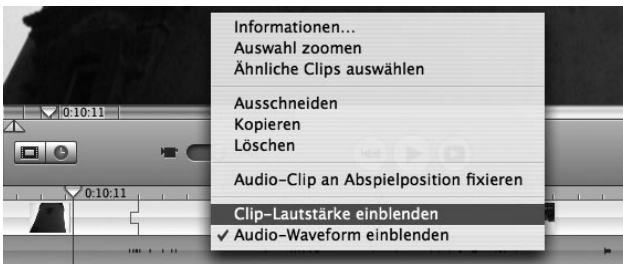 Informationen...
Auswahl zoomen
Ähnliche Clips auswählen
Ausschneiden
Kopieren
Löschen
Audio-Clip an Abspielposition fixieren
Clip-Lautstärke einblenden
✓ Audio-Waveform einblenden
0:10:11
0:10:11